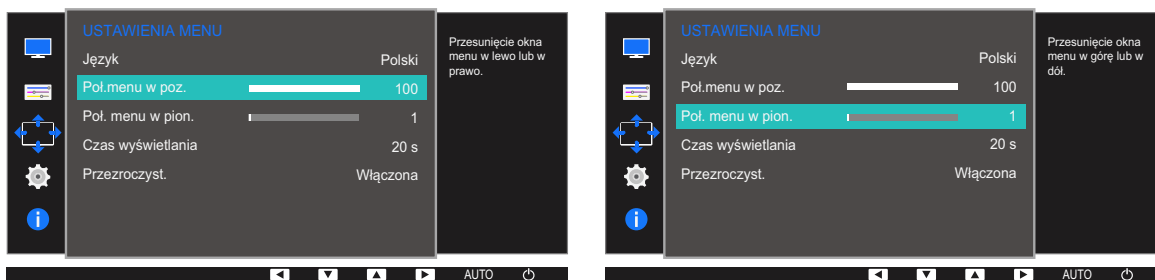 USTAWIENIA MENU
Język Polski
Poł.menu w poz. 100
Poł. menu w pion. 1
Czas wyświetlania 20 s
Przezroczyst. Włączona
Przesunięcie okna
menu w lewo lub w
prawo.
AUTO
USTAWIENIA MENU
Język Polski
Poł.menu w poz. 100
Poł. menu w pion. 1
Czas wyświetlania 20 s
Przezroczyst. Włączona
Przesunięcie okna
menu w górę lub w
dół.
AUTO